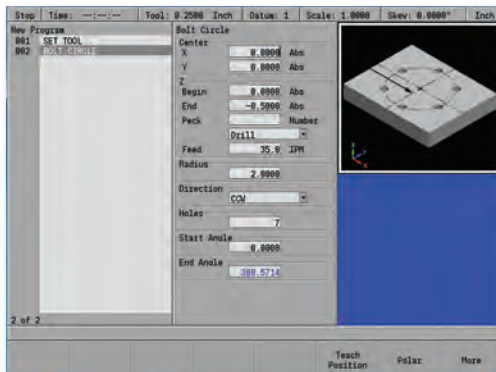 Stop Time: --:--:-- Tool: 0.2500 Inch Datum: 1 Scale: 1.0000 Skew: 0.0000° Inch
New Program
001 SET TOOL
002 BOLT CIRCLE
2 of 2
Bolt Circle
Center
X 0.0000 Abs
Y 0.0000 Abs
Z
Begin 0.0000 Abs
End -0.5000 Abs
Peck Number
Drill
Feed 35.0 IPM
Radius
2.0000
Direction
CCW
Holes
7
Start Angle
0.0000
End Angle
308.5714
Teach Position
Polar
More